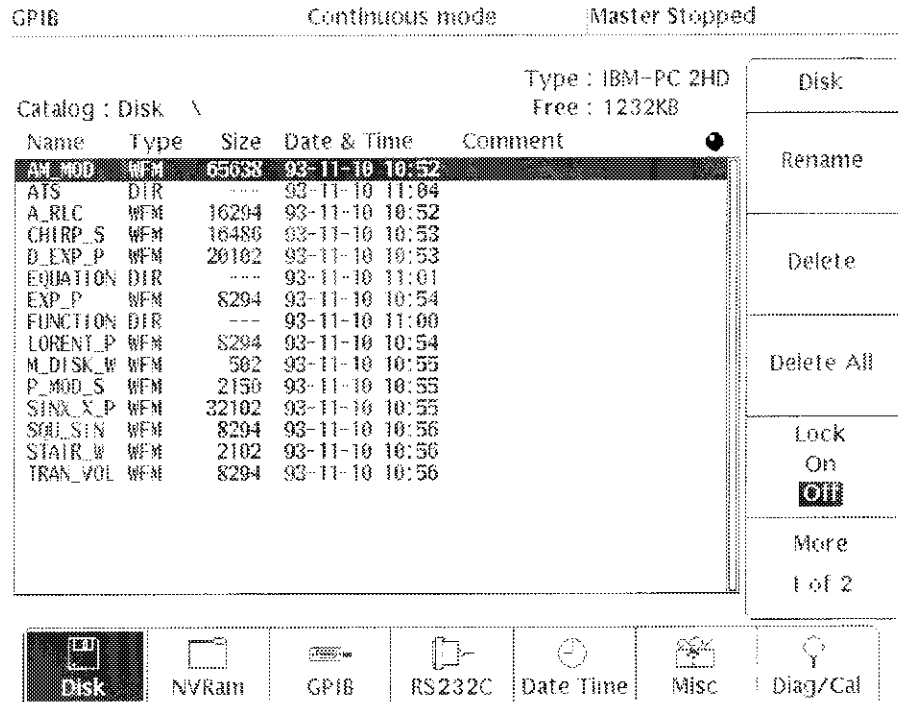 GPIB Continuous mode Master Stopped
Type : IBM-PC 2HD
Catalog : Disk \ Free : 1232KB
Name Type Size Date & Time Comment
AM_MOD WFM 65638 93-11-10 10:52
ATS DIR --- 93-11-10 11:04
A_RLC WFM 16294 93-11-10 10:52
CHIRP_S WFM 16486 93-11-10 10:53
D_EXP_P WFM 20102 93-11-10 10:53
EQUATION DIR --- 93-11-10 11:01
EXP_P WFM 8294 93-11-10 10:54
FUNCTION DIR --- 93-11-10 11:00
LORENT_P WFM 8294 93-11-10 10:54
M_DISK_W WFM 502 93-11-10 10:55
P_MOD_S WFM 2150 93-11-10 10:55
SINX_X_P WFM 32102 93-11-10 10:55
SQU_SIN WFM 8294 93-11-10 10:56
STAIR_W WFM 2102 93-11-10 10:56
TRAN_VOL WFM 8294 93-11-10 10:56
Disk
Rename
Delete
Delete All
Lock
On
Off
More
1 of 2
Disk NVRam GPIB RS232C Date Time Misc Diag/Cal